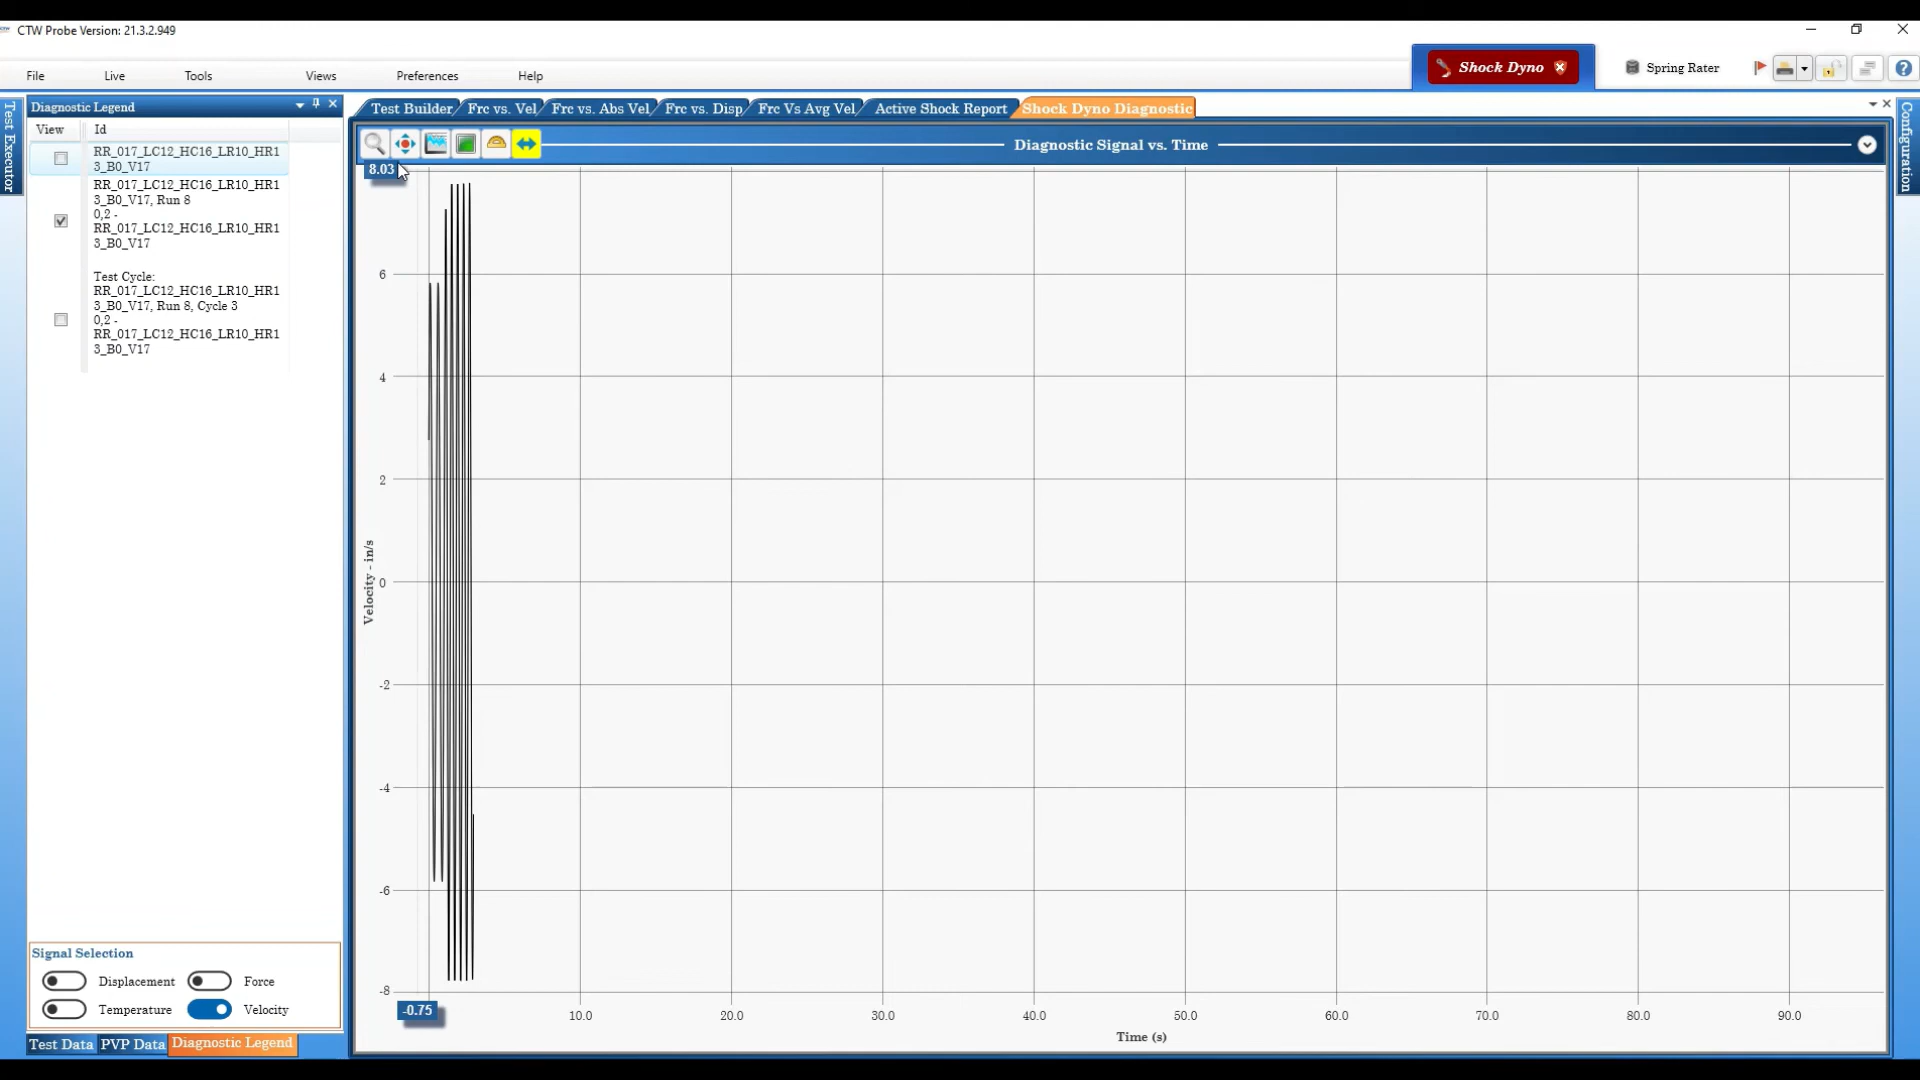 CTW Probe Version: 21.3.2.949
File Live Tools Views Preferences Help
Shock Dyno
Spring Rater
Test Executor
Diagnostic Legend
View Id
RR_017_LC12_HC16_LR10_HR1
3_B0_V17
RR_017_LC12_HC16_LR10_HR1
3_B0_V17, Run 8
0,2 -
RR_017_LC12_HC16_LR10_HR1
3_B0_V17
Test Cycle:
RR_017_LC12_HC16_LR10_HR1
3_B0_V17, Run 8, Cycle 3
0,2 -
RR_017_LC12_HC16_LR10_HR1
3_B0_V17
Signal Selection
Displacement Force
Temperature Velocity
Test Data PVP Data Diagnostic Legend
Test Builder Frc vs. Vel Frc vs. Abs Vel Frc vs. Disp Frc Vs Avg Vel Active Shock Report Shock Dyno Diagnostic
Diagnostic Signal vs. Time
8.03
6
4
2
0
-2
-4
-6
-8
Velocity - in/s
-0.75
10.0 20.0 30.0 40.0 50.0 60.0 70.0 80.0 90.0
Time (s)
Configuration